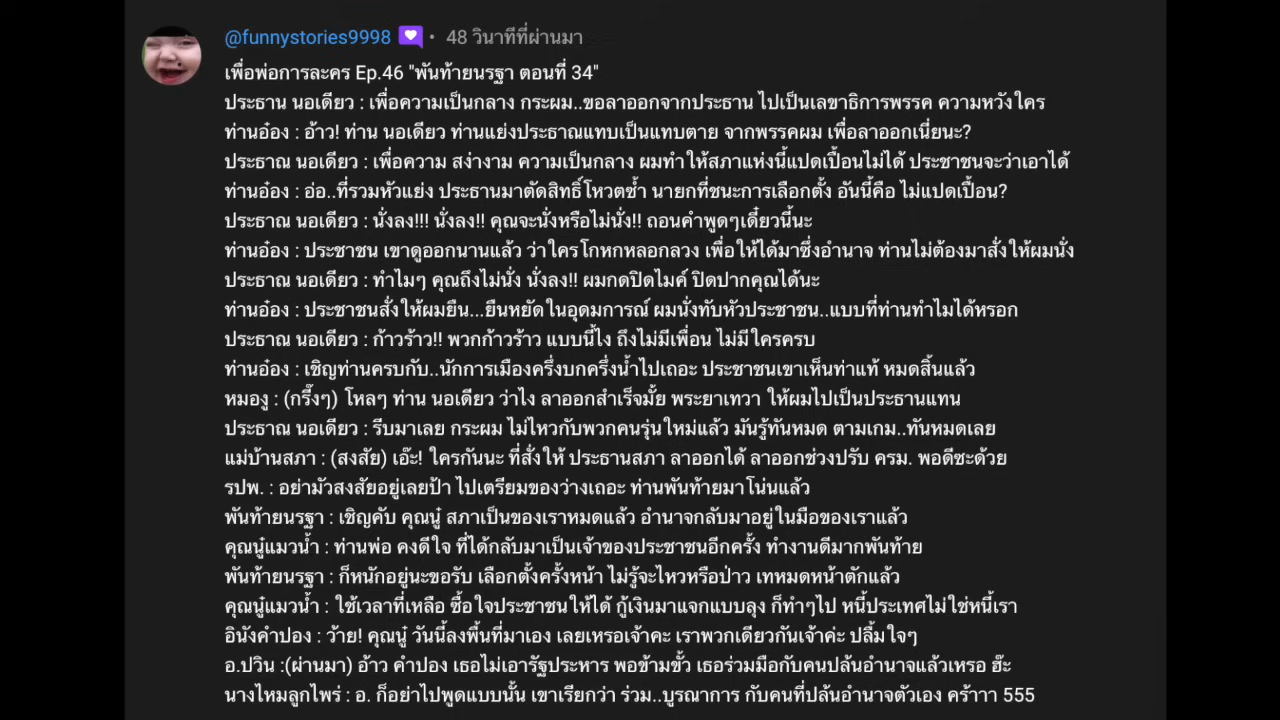 @funnystories9998 • 48 วินาทีที่ผ่านมา
เพื่อพ่อการละคร Ep.46 "พันท้ายนรฐา ตอนที่ 34"
ประธาน นอเดียว : เพื่อความเป็นกลาง กระผม..ขอลาออกจากประธาน ไปเป็นเลขาธิการพรรค ความหวังใคร
ท่านอ๋อง : อ้าว! ท่าน นอเดียว ท่านแย่งประธาณแทบเป็นแทบตาย จากพรรคผม เพื่อลาออกเนี่ยนะ?
ประธาณ นอเดียว : เพื่อความ สง่างาม ความเป็นกลาง ผมทำให้สภาแห่งนี้แปดเปื้อนไม่ได้ ประชาชนจะว่าเอาได้
ท่านอ๋อง : อ่อ..ที่รวมหัวแย่ง ประธานมาตัดสิทธิ์โหวตซ้ำ นายกที่ชนะการเลือกตั้ง อันนี้คือ ไม่แปดเปื้อน?
ประธาณ นอเดียว : นั่งลง!!! นั่งลง!! คุณจะนั่งหรือไม่นั่ง!! ถอนคำพูดๆเดี๋ยวนี้นะ
ท่านอ๋อง : ประชาชน เขาดูออกนานแล้ว ว่าใครโกหกหลอกลวง เพื่อให้ได้มาซึ่งอำนาจ ท่านไม่ต้องมาสั่งให้ผมนั่ง
ประธาณ นอเดียว : ทำไมๆ คุณถึงไม่นั่ง นั่งลง!! ผมกดปิดไมค์ ปิดปากคุณได้นะ
ท่านอ๋อง : ประชาชนสั่งให้ผมยืน...ยืนหยัดในอุดมการณ์ ผมนั่งทับหัวประชาชน..แบบที่ท่านทำไมได้หรอก
ประธาณ นอเดียว : ก้าวร้าว!! พวกก้าวร้าว แบบนี้ไง ถึงไม่มีเพื่อน ไม่มีใครครบ
ท่านอ๋อง : เชิญท่านครบกับ..นักการเมืองครึ่งบกครึ่งน้ำไปเถอะ ประชาชนเขาเห็นท่าแท้ หมดสิ้นแล้ว
หมองู : (กริ๊งๆ) โหลๆ ท่าน นอเดียว ว่าไง ลาออกสำเร็จมั้ย พระยาเทวา ให้ผมไปเป็นประธานแทน
ประธาณ นอเดียว : รีบมาเลย กระผม ไม่ไหวกับพวกคนรุ่นใหม่แล้ว มันรู้ทันหมด ตามเกม..ทันหมดเลย
แม่บ้านสภา : (สงสัย) เอ๊ะ! ใครกันนะ ที่สั่งให้ ประธานสภา ลาออกได้ ลาออกช่วงปรับ ครม. พอดีซะด้วย
รปพ. : อย่ามัวสงสัยอยู่เลยป้า ไปเตรียมของว่างเถอะ ท่านพันท้ายมาโน่นแล้ว
พันท้ายนรฐา : เชิญคับ คุณนู๋ สภาเป็นของเราหมดแล้ว อำนาจกลับมาอยู่ในมือของเราแล้ว
คุณนู๋แมวน้ำ : ท่านพ่อ คงดีใจ ที่ได้กลับมาเป็นเจ้าของประชาชนอีกครั้ง ทำงานดีมากพันท้าย
พันท้ายนรฐา : ก็หนักอยู่นะขอรับ เลือกตั้งครั้งหน้า ไม่รู้จะไหวหรือป่าว เทหมดหน้าตักแล้ว
คุณนู๋แมวน้ำ : ใช้เวลาที่เหลือ ซื้อใจประชาชนให้ได้ กู้เงินมาแจกแบบลุง ก็ทำๆไป หนี้ประเทศไม่ใช่หนี้เรา
อินังคำปอง : ว้าย! คุณนู๋ วันนี้ลงพื้นที่มาเอง เลยเหรอเจ้าคะ เราพวกเดียวกันเจ้าค่ะ ปลื้มใจๆ
อ.ปวิน :(ผ่านมา) อ้าว คำปอง เธอไม่เอารัฐประหาร พอข้ามขั้ว เธอร่วมมือกับคนปล้นอำนาจแล้วเหรอ ฮ๊ะ
นางไหมลูกไพร่ : อ. ก็อย่าไปพูดแบบนั้น เขาเรียกว่า ร่วม..บูรณาการ กับคนที่ปล้นอำนาจตัวเอง คร้าาา 555